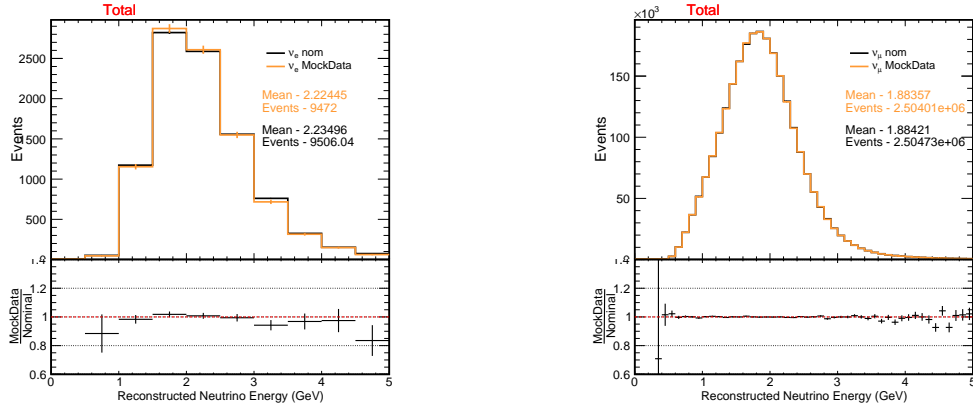 Total
2500
2000
1500
1000
500
Events
ν_e nom
ν_e MockData
Mean - 2.22445
Events - 9472
Mean - 2.23496
Events - 9506.04
1.2
1
0.8
0.6
MockData
Nominal
0 1 2 3 4 5
Reconstructed Neutrino Energy (GeV)
×10³
Total
150
100
50
Events
ν_μ nom
ν_μ MockData
Mean - 1.88357
Events - 2.50401e+06
Mean - 1.88421
Events - 2.50473e+06
1.2
1
0.8
0.6
MockData
Nominal
0 1 2 3 4 5
Reconstructed Neutrino Energy (GeV)